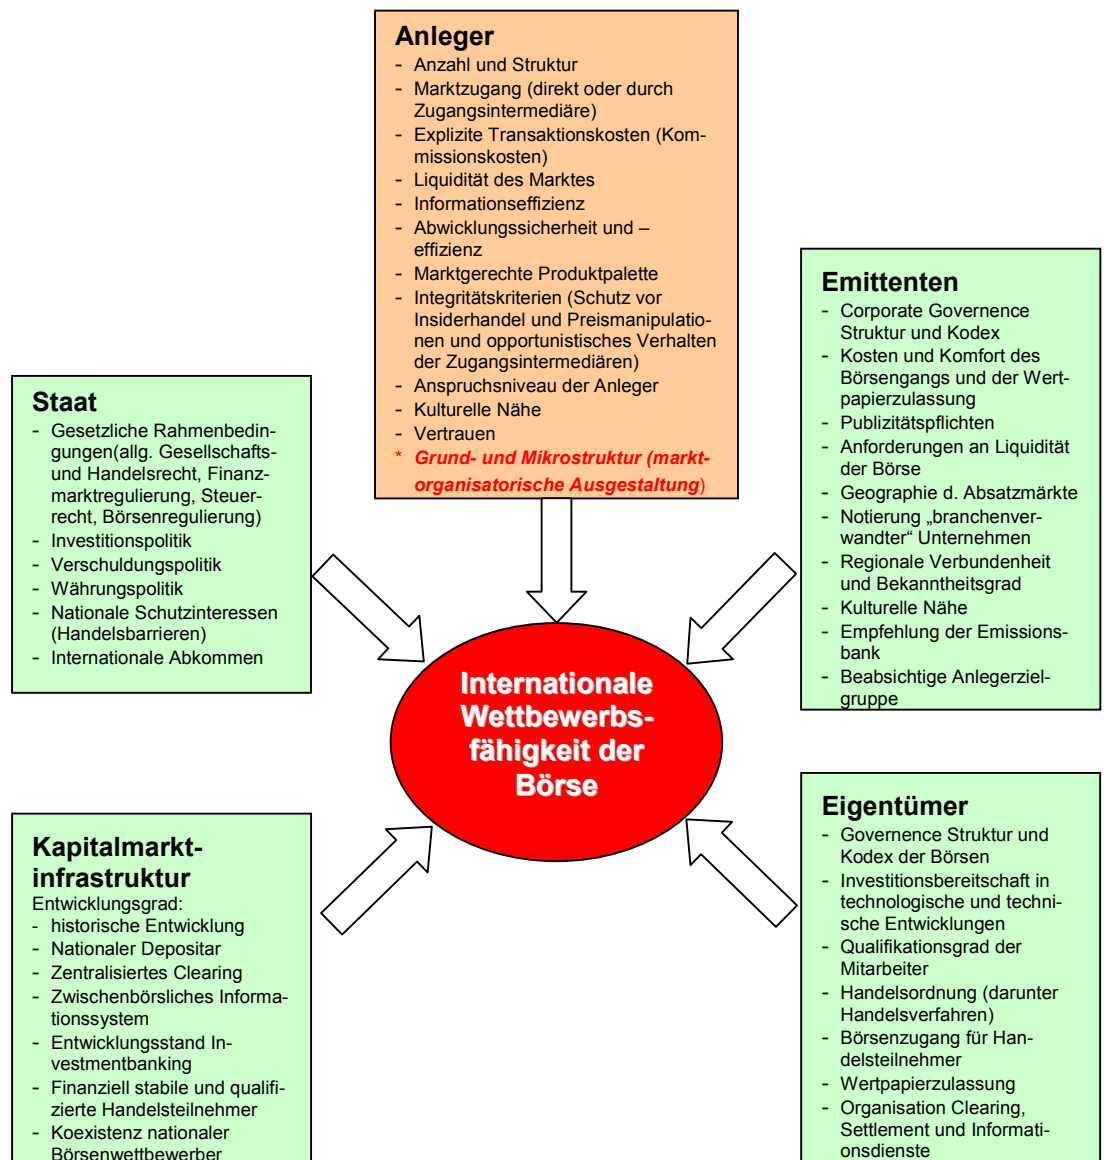 Anleger
- Anzahl und Struktur
- Marktzugang (direkt oder durch
Zugangsintermediäre)
- Explizite Transaktionskosten (Kom-
missionskosten)
- Liquidität des Marktes
- Informationseffizienz
- Abwicklungssicherheit und –
effizienz
- Marktgerechte Produktpalette
- Integritätskriterien (Schutz vor
Insiderhandel und Preismanipulatio-
nen und opportunistisches Verhalten
der Zugangsintermediären)
- Anspruchsniveau der Anleger
- Kulturelle Nähe
- Vertrauen
* Grund- und Mikrostruktur (markt-
organisatorische Ausgestaltung)
Emittenten
- Corporate Governence
Struktur und Kodex
- Kosten und Komfort des
Börsengangs und der Wert-
papierzulassung
- Publizitätspflichten
- Anforderungen an Liquidität
der Börse
- Geographie d. Absatzmärkte
- Notierung „branchenver-
wandter“ Unternehmen
- Regionale Verbundenheit
und Bekanntheitsgrad
- Kulturelle Nähe
- Empfehlung der Emissions-
bank
- Beabsichtige Anlegerziel-
gruppe
Staat
- Gesetzliche Rahmenbedin-
gungen(allg. Gesellschafts-
und Handelsrecht, Finanz-
marktregulierung, Steuer-
recht, Börsenregulierung)
- Investitionspolitik
- Verschuldungspolitik
- Währungspolitik
- Nationale Schutzinteressen
(Handelsbarrieren)
- Internationale Abkommen
Internationale
Wettbewerbs-
fähigkeit der
Börse
Kapitalmarkt-
infrastruktur
Entwicklungsgrad:
- historische Entwicklung
- Nationaler Depositar
- Zentralisiertes Clearing
- Zwischenbörsliches Informa-
tionssystem
- Entwicklungsstand In-
vestmentbanking
- Finanziell stabile und qualifi-
zierte Handelsteilnehmer
- Koexistenz nationaler
Börsenwettbewerber
Eigentümer
- Governence Struktur und
Kodex der Börsen
- Investitionsbereitschaft in
technologische und techni-
sche Entwicklungen
- Qualifikationsgrad der
Mitarbeiter
- Handelsordnung (darunter
Handelsverfahren)
- Börsenzugang für Han-
delsteilnehmer
- Wertpapierzulassung
- Organisation Clearing,
Settlement und Informati-
onsdienste